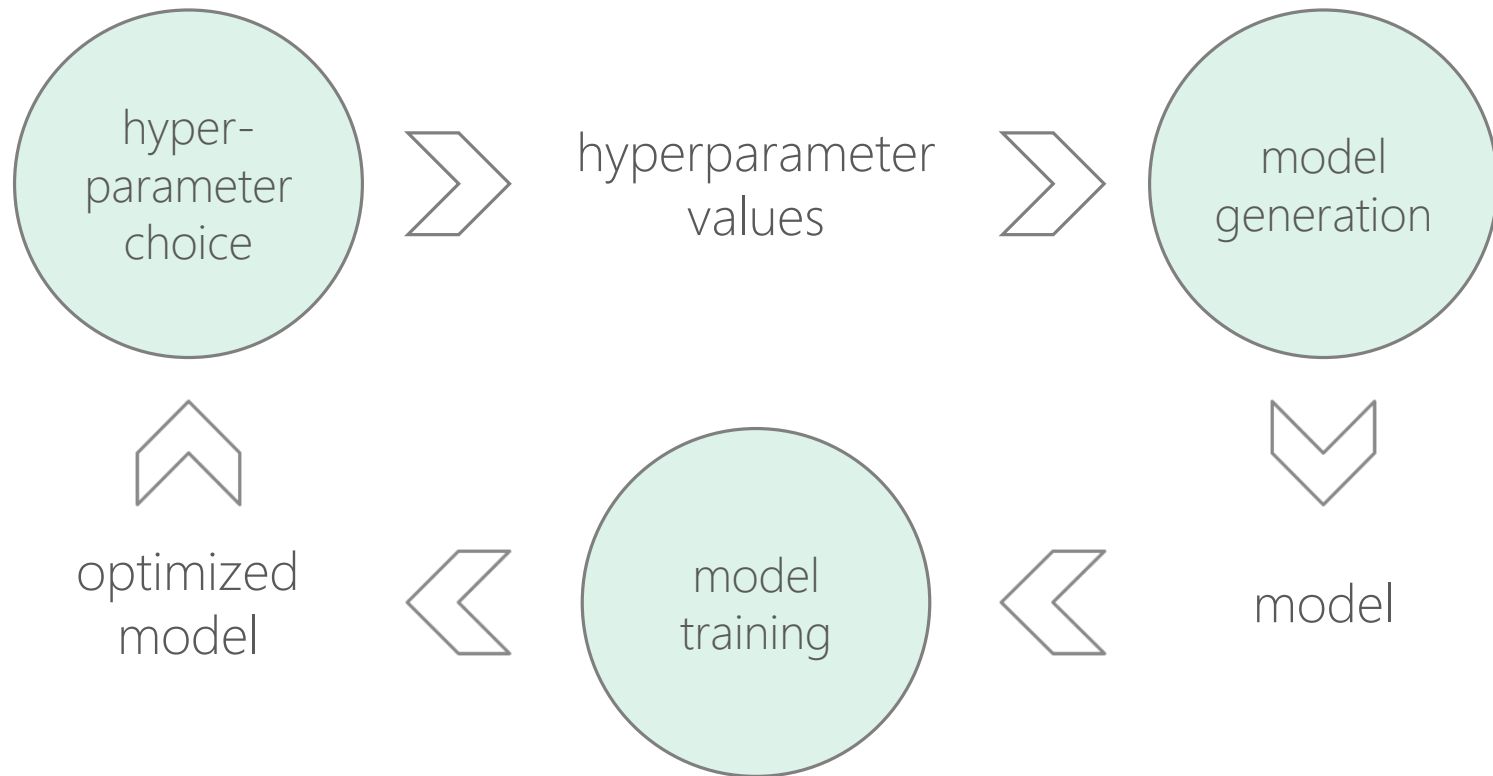 hyper-
parameter
choice
hyperparameter
values
model
generation
optimized
model
model
training
model